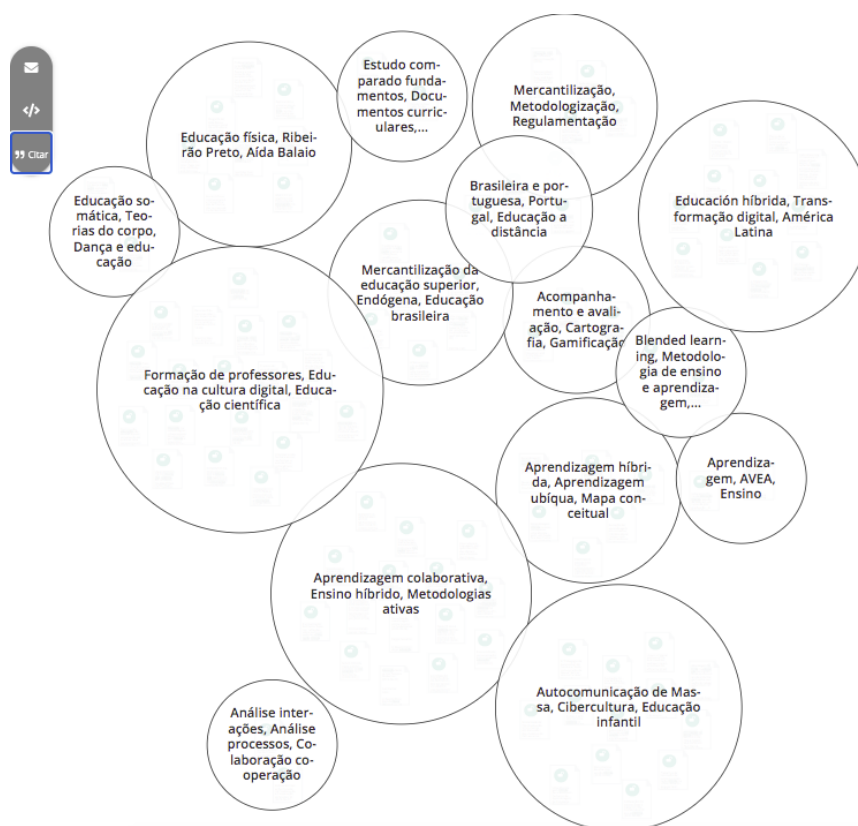 Citar
Estudo com-
parado funda-
mentos, Docu-
mentos curric-
ulares,...
Mercantilização,
Metodologização,
Regulamentação
Educação física, Ribei-
rão Preto, Aída Balaio
Educação so-
mática, Teo-
rias do corpo,
Dança e edu-
cação
Brasileira e por-
tuguesa, Portu-
gal, Educação a
distância
Educación híbrida, Trans-
formação digital, América
Latina
Mercantilização da
educação superior,
Endógena, Educação
brasileira
Acompanha-
mento e avali-
ação, Cartogra-
fia, Gamificação
Blended learn-
ing, Metodolo-
gia de ensino
e aprendiza-
gem,...
Formação de professores, Edu-
cação na cultura digital, Educa-
ção científica
Aprendizagem híbri-
da, Aprendizagem
ubíqua, Mapa con-
ceitual
Aprendiza-
gem, AVEA,
Ensino
Aprendizagem colaborativa,
Ensino híbrido, Metodologias
ativas
Autocomunicação de Mas-
sa, Cibercultura, Educação
infantil
Análise inter-
ações, Análise
processos, Co-
laboração co-
operação